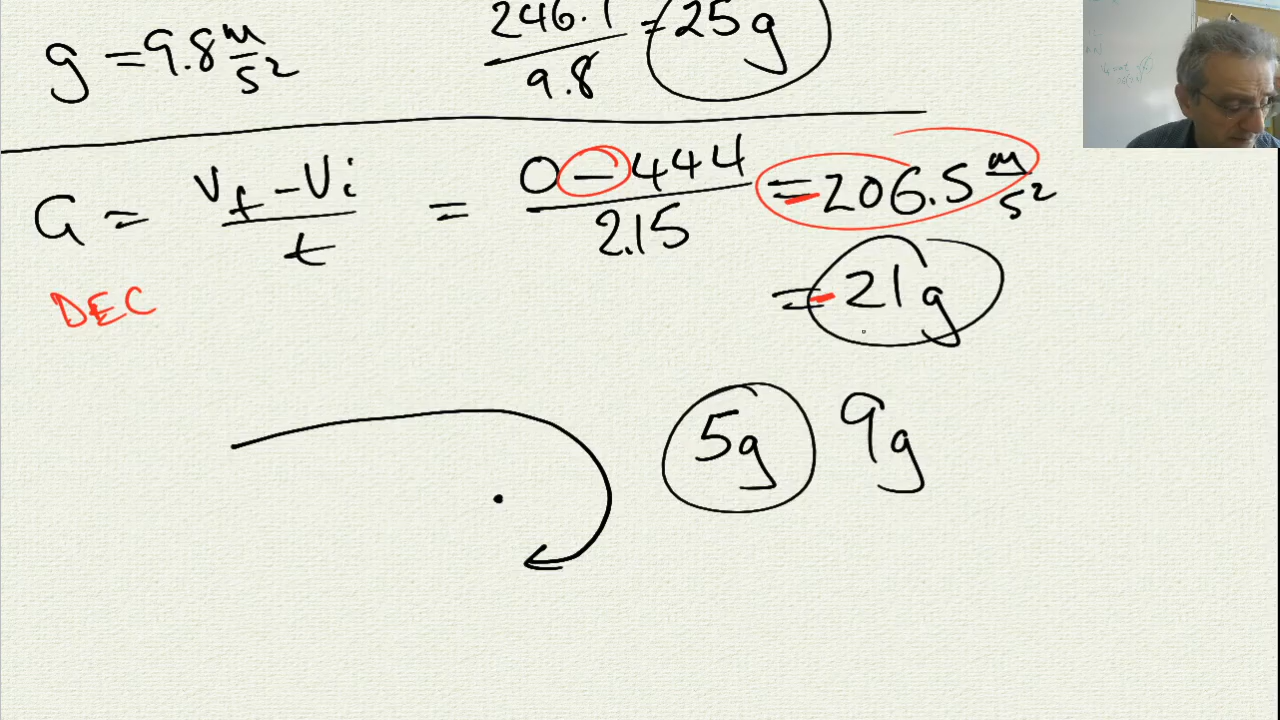 g = 9.8 m/s² 246.1/9.8 = 25g
a = (Vf - Vi)/t = (0 - 444)/2.15 = -206.5 m/s²
DEC = -21g
5g 9g